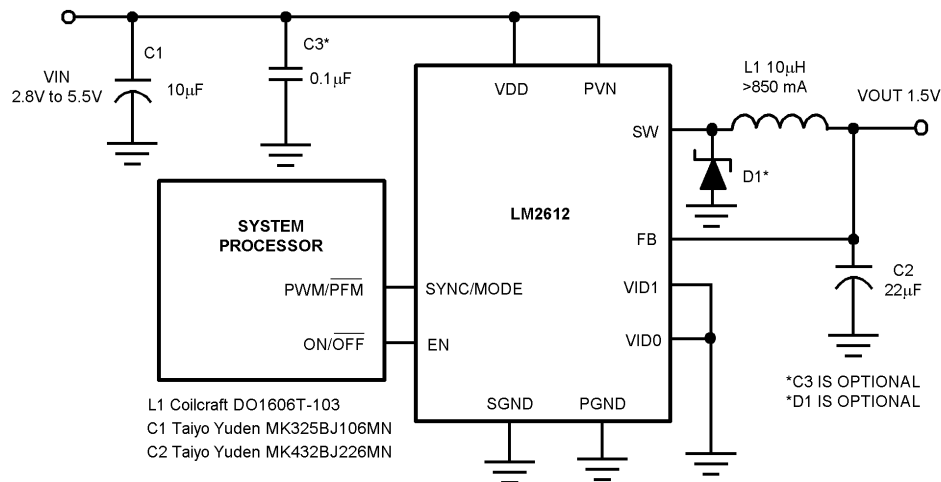 C1
C3*
VIN
2.8V to 5.5V
10µF
0.1µF
VDD
PVN
L1 10µH
>850 mA
VOUT 1.5V
SW
D1*
SYSTEM
PROCESSOR
LM2612
FB
C2
22µF
PWM/PFM
SYNC/MODE
VID1
ON/OFF
EN
VID0
*C3 IS OPTIONAL
*D1 IS OPTIONAL
L1 Coilcraft DO1606T-103
C1 Taiyo Yuden MK325BJ106MN
C2 Taiyo Yuden MK432BJ226MN
SGND
PGND